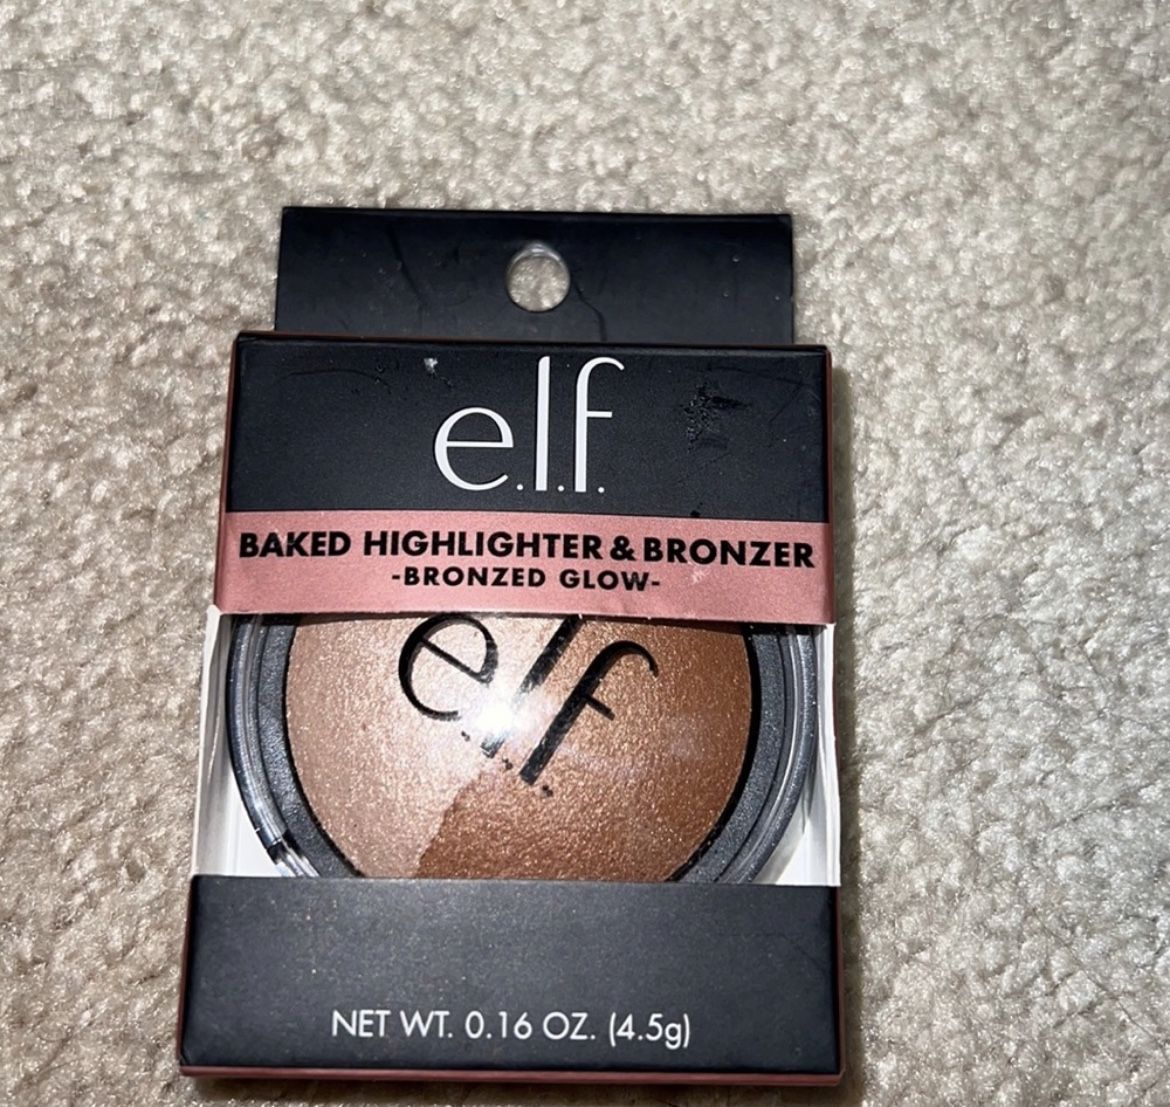 e.l.f.
BAKED HIGHLIGHTER & BRONZER
-BRONZED GLOW-
e.l.f.
NET WT. 0.16 OZ. (4.5g)